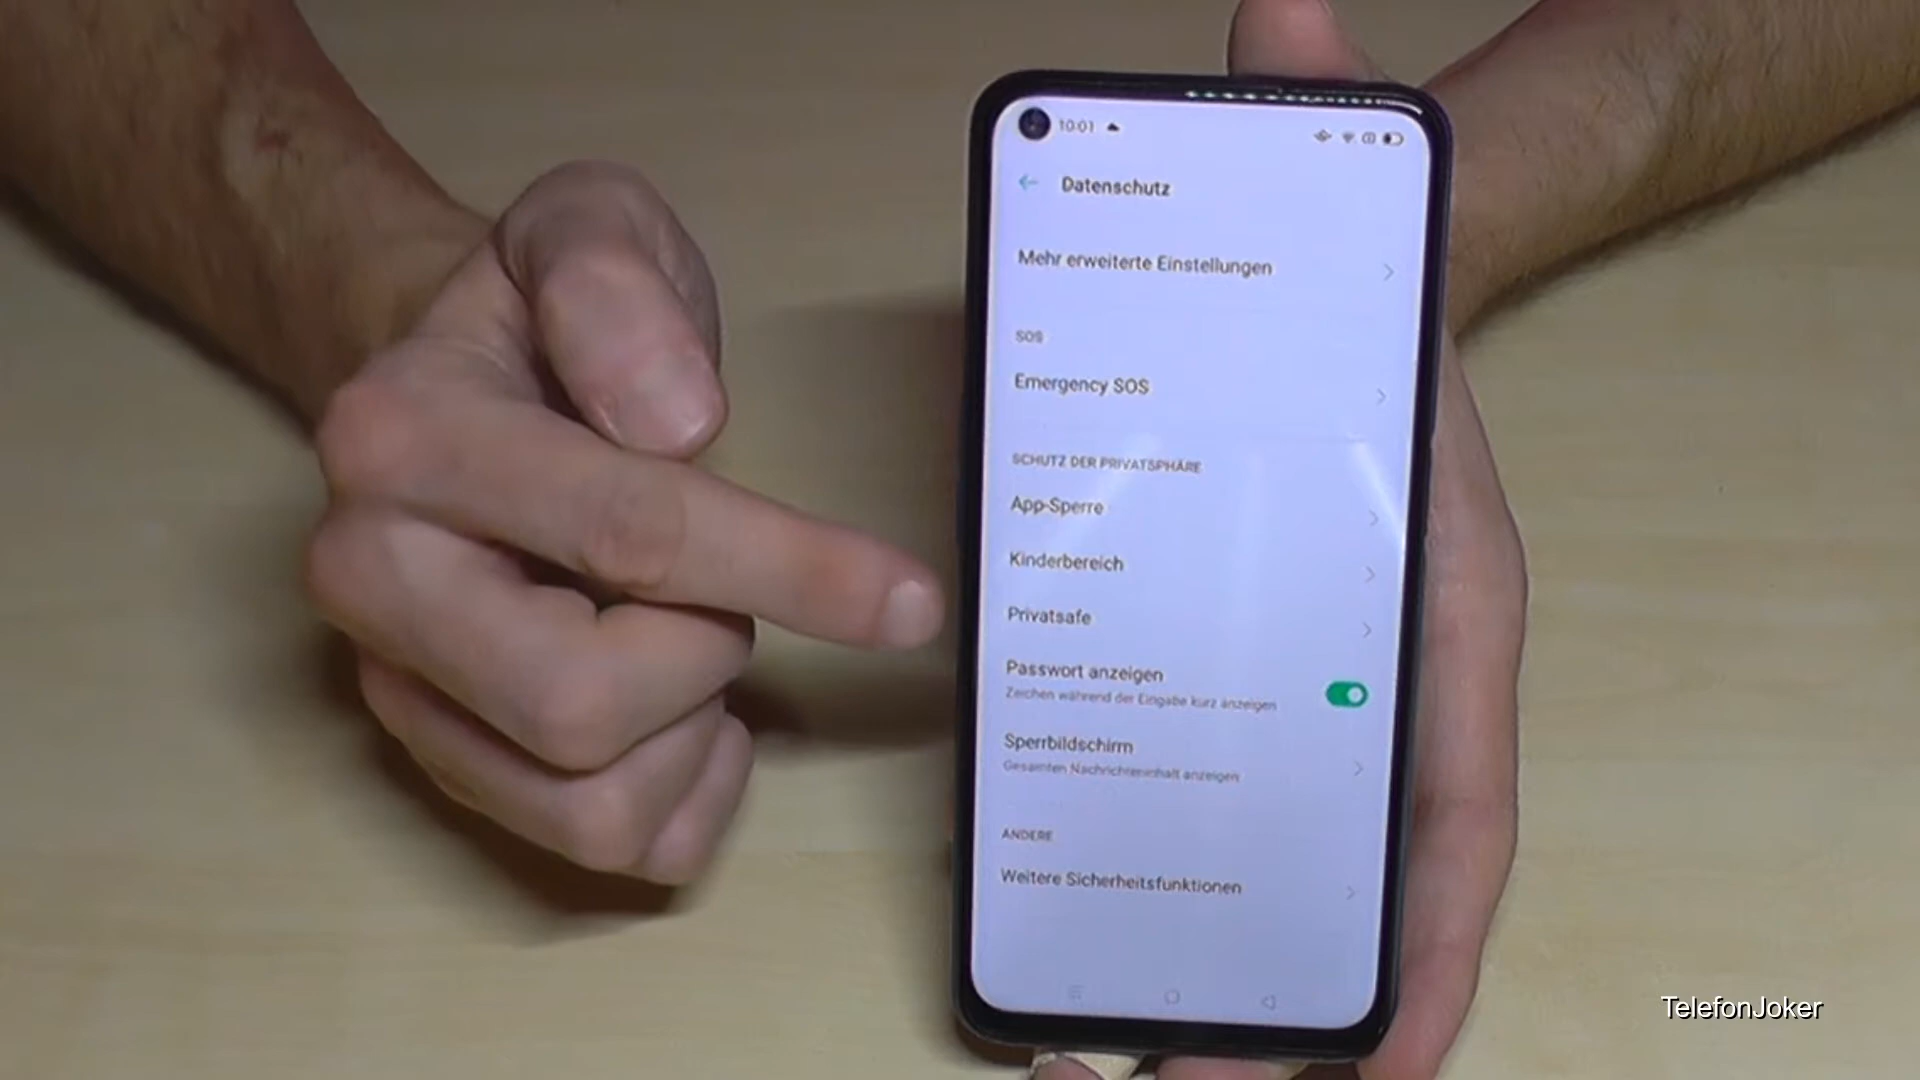 10:01
Datenschutz
Mehr erweiterte Einstellungen
SOS
Emergency SOS
SCHUTZ DER PRIVATSPHÄRE
App-Sperre
Kinderbereich
Privatsafe
Passwort anzeigen
Zeichen während der Eingabe kurz anzeigen
Sperrbildschirm
Gesamten Nachrichteninhalt anzeigen
ANDERE
Weitere Sicherheitsfunktionen
TelefonJoker